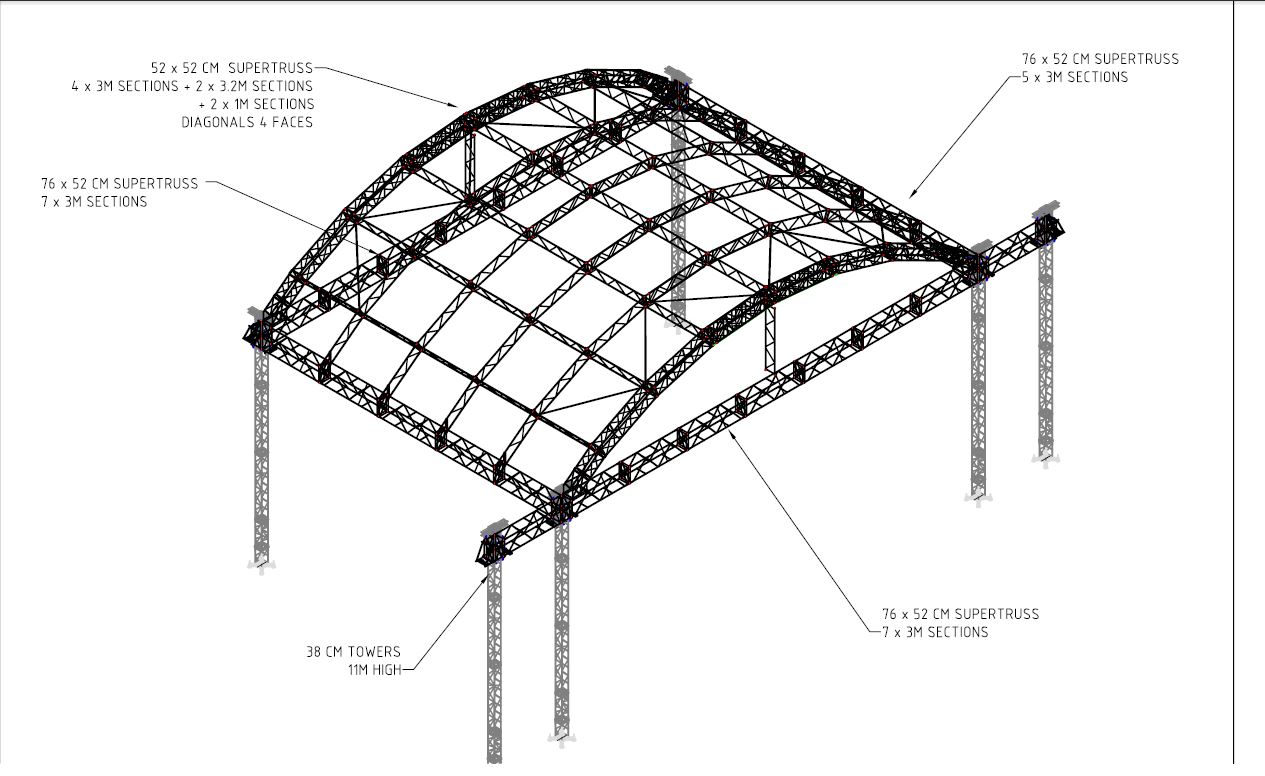 52 x 52 CM SUPERTRUSS
4 x 3M SECTIONS + 2 x 3.2M SECTIONS
+ 2 x 1M SECTIONS
DIAGONALS 4 FACES
76 x 52 CM SUPERTRUSS
5 x 3M SECTIONS
76 x 52 CM SUPERTRUSS
7 x 3M SECTIONS
76 x 52 CM SUPERTRUSS
7 x 3M SECTIONS
38 CM TOWERS
11M HIGH